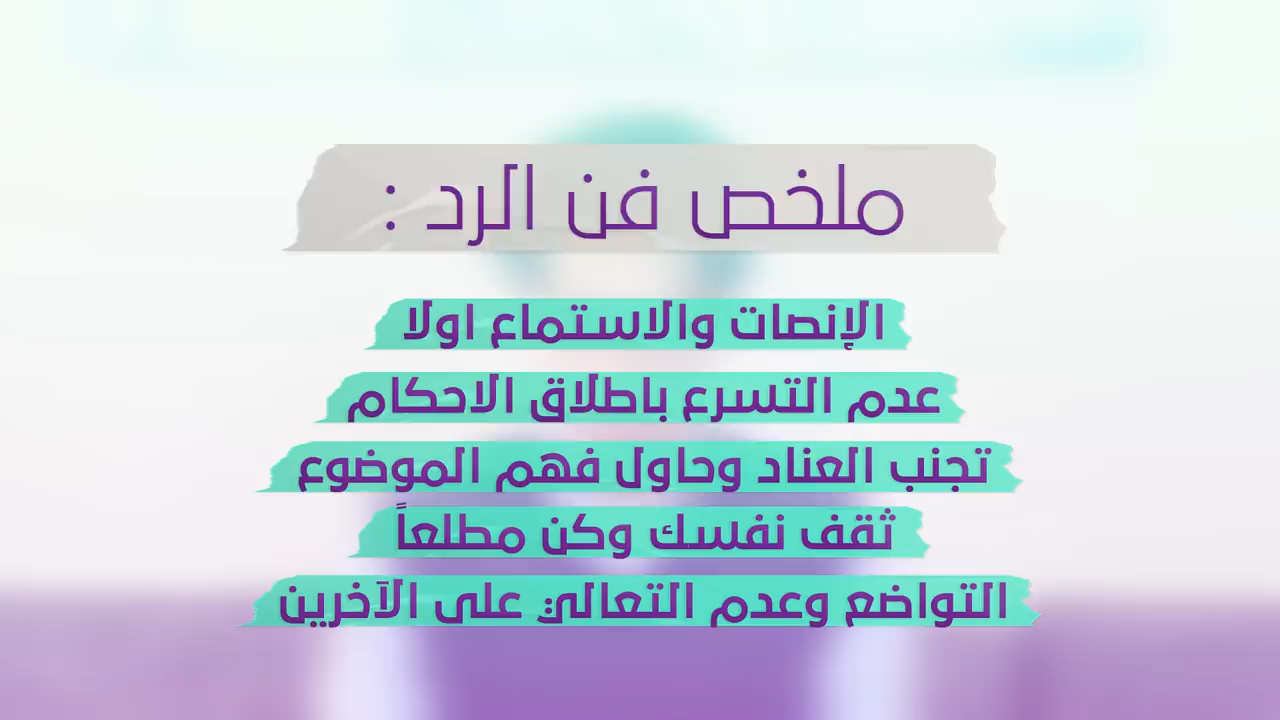 ملخص فن الرد :
الإنصات والاستماع اولا
عدم التسرع باطلاق الاحكام
تجنب العناد وحاول فهم الموضوع
ثقف نفسك وكن مطلعاً
التواضع وعدم التعالي على الآخرين